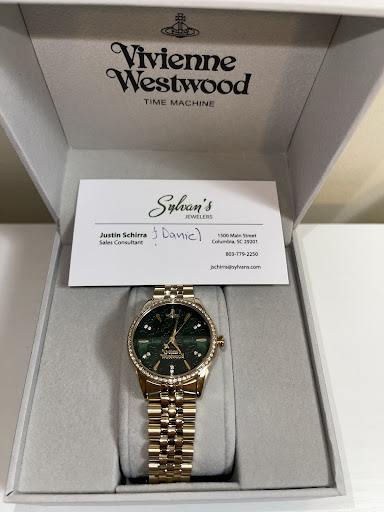 Vivienne
Westwood
TIME MACHINE
Sylvan's
JEWELERS
Justin Schirra
Sales Consultant
& Daniel
1500 Main Street
Columbia, SC 29201
803-779-2250
jschirra@sylvans.com